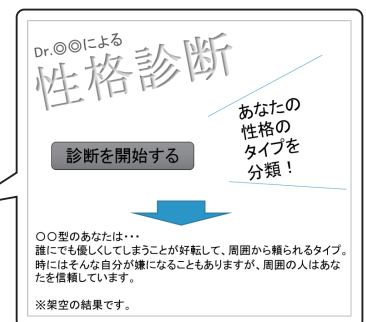 Dr.◎◎による
性格診断
あなたの
性格の
タイプを
分類！
診断を開始する
〇〇型のあなたは・・・
誰にでも優しくしてしまうことが好転して、周囲から頼られるタイプ。
時にはそんな自分が嫌になることもありますが、周囲の人はあな
たを信頼しています。
※架空の結果です。